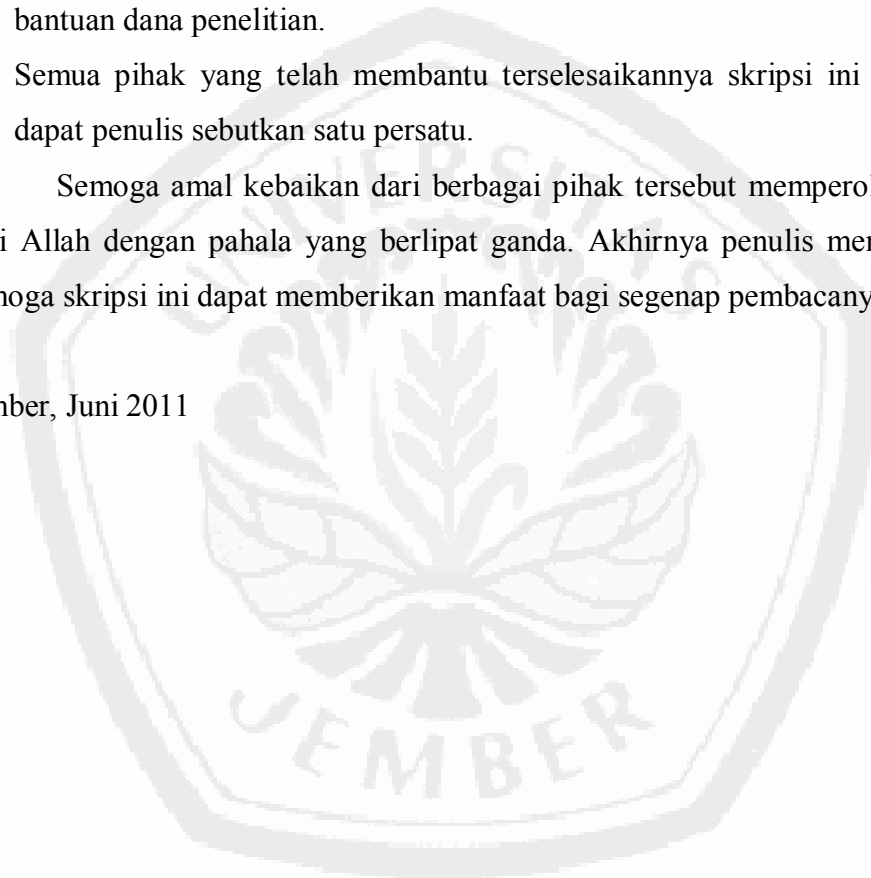 bantuan dana penelitian.
Semua pihak yang telah membantu terselesaikannya skripsi ini
dapat penulis sebutkan satu persatu.
Semoga amal kebaikan dari berbagai pihak tersebut memperol
i Allah dengan pahala yang berlipat ganda. Akhirnya penulis mer
noga skripsi ini dapat memberikan manfaat bagi segenap pembacany
nber, Juni 2011
UNIVERSITAS
JEMBER